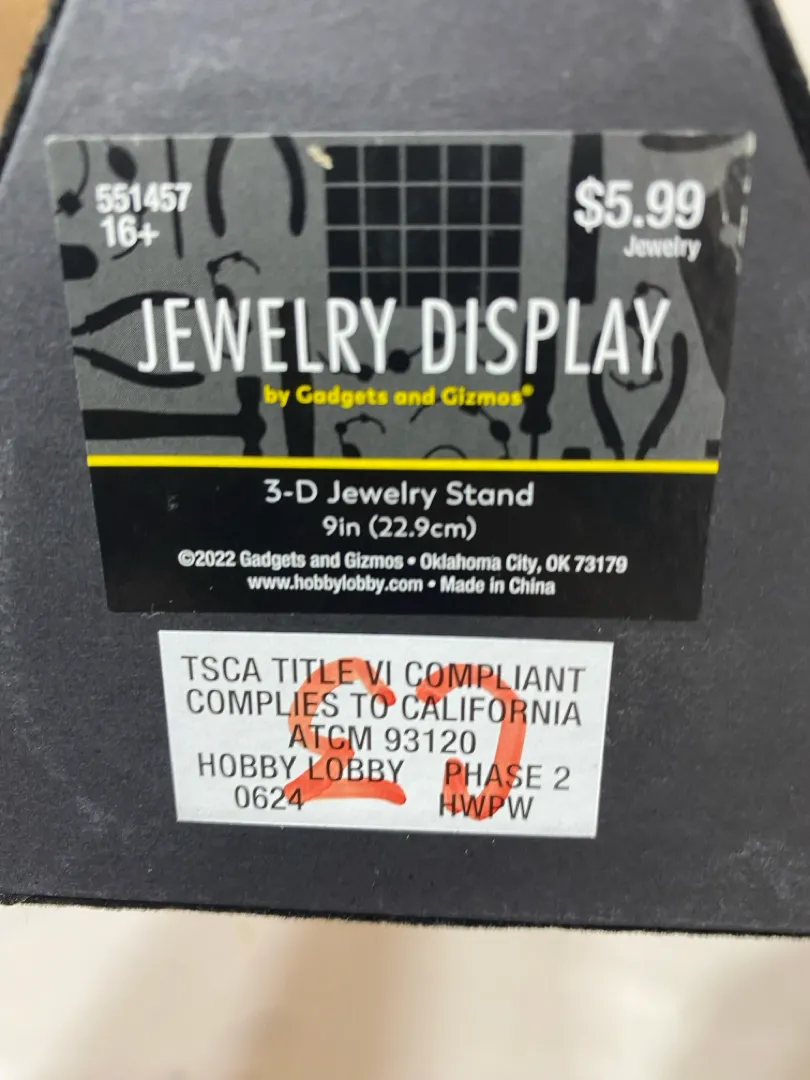 551457
16+
$5.99
Jewelry
JEWELRY DISPLAY
by Gadgets and Gizmos®
3-D Jewelry Stand
9in (22.9cm)
©2022 Gadgets and Gizmos • Oklahoma City, OK 73179
www.hobbylobby.com • Made in China
TSCA TITLE VI COMPLIANT
COMPLIES TO CALIFORNIA
ATCM 93120
HOBBY LOBBY PHASE 2
0624 HWPW